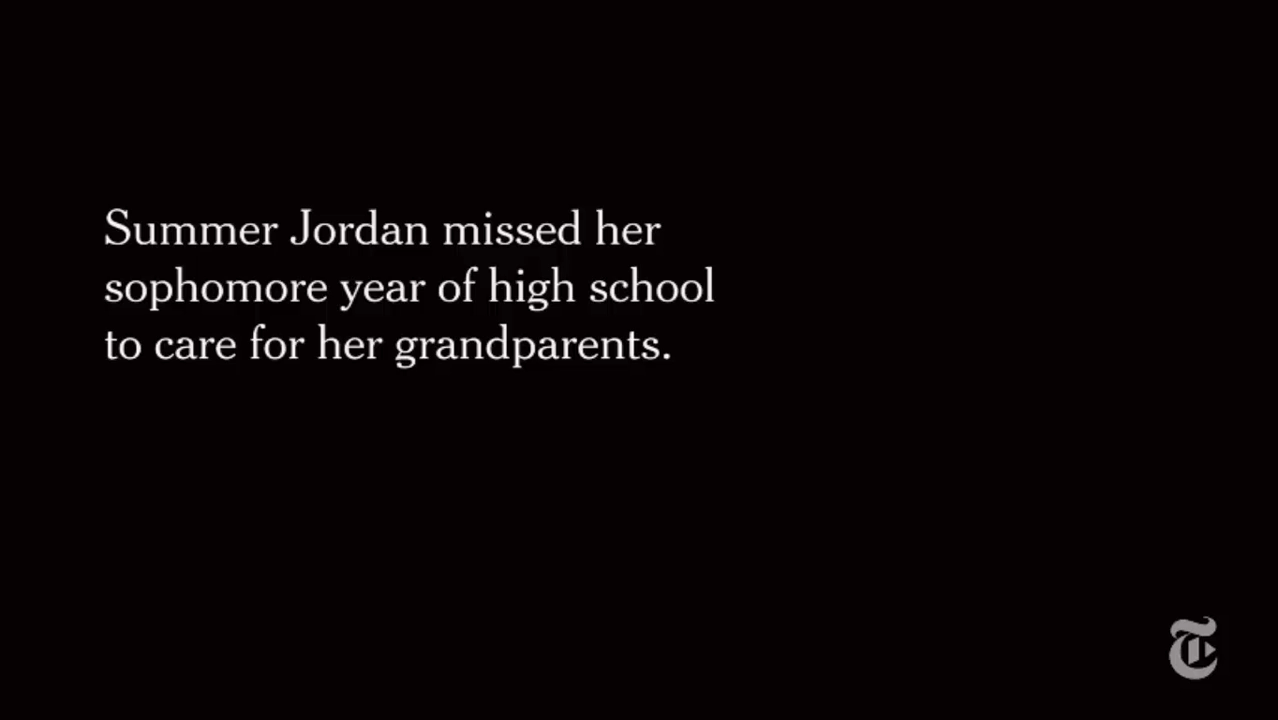 Summer Jordan missed her
sophomore year of high school
to care for her grandparents.
T